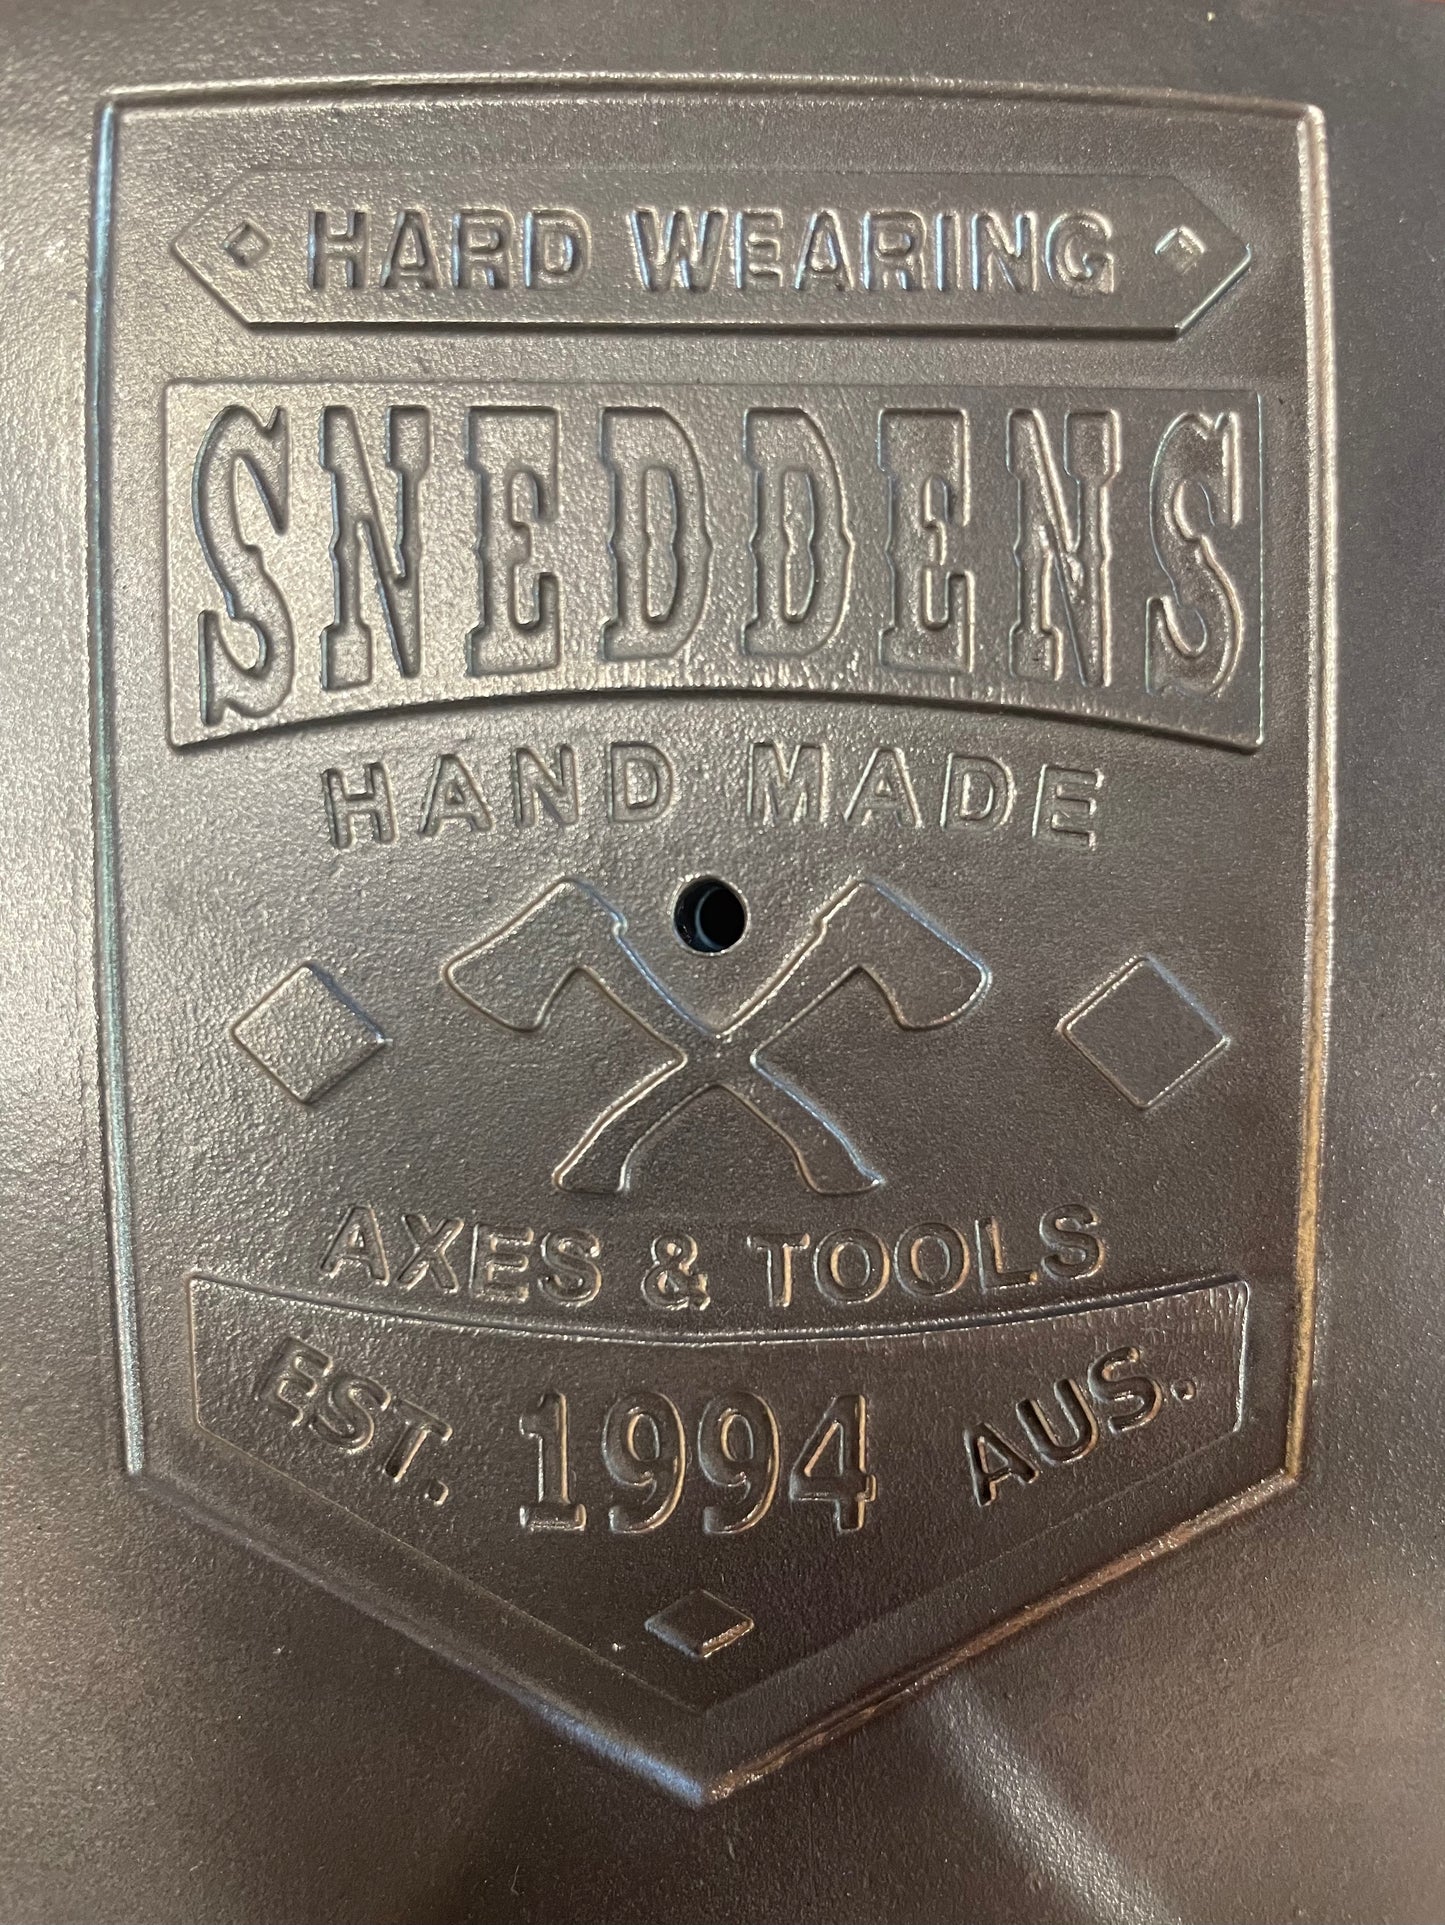 HARD WEARING
SNEDDENS
HAND MADE
AXES & TOOLS
EST. 1994 AUS.